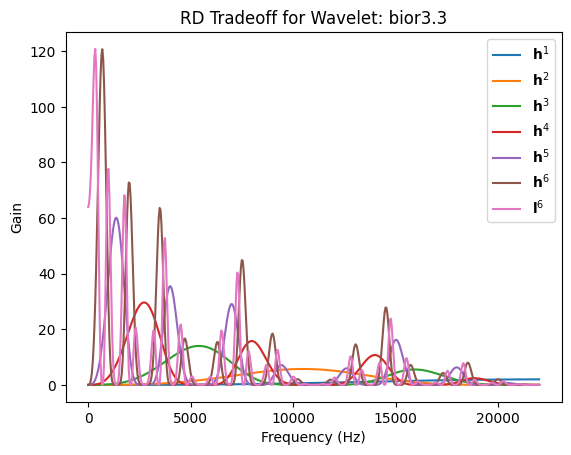 RD Tradeoff for Wavelet: bior3.3
120
100
80
60
40
20
0
Gain
h¹
h²
h³
h⁴
h⁵
h⁶
l⁶
0 5000 10000 15000 20000
Frequency (Hz)